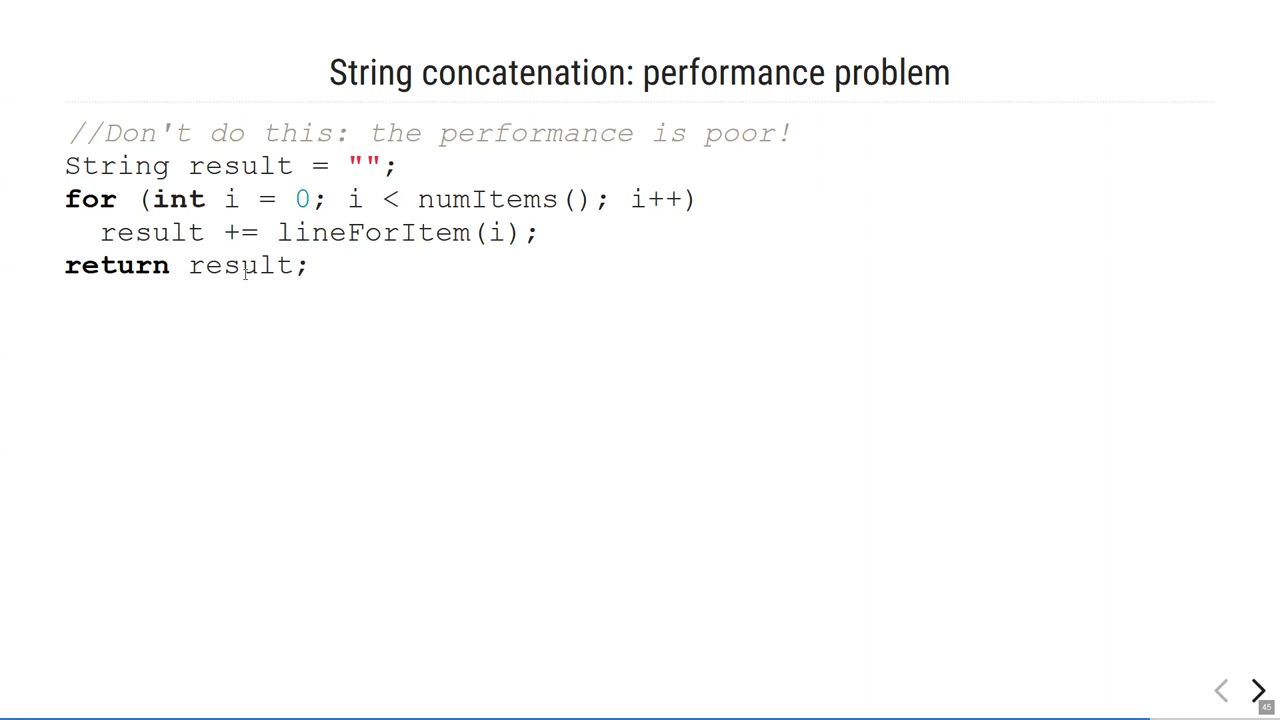 String concatenation: performance problem
//Don't do this: the performance is poor!
String result = "";
for (int i = 0; i < numItems(); i++)
  result += lineForItem(i);
return result;
45